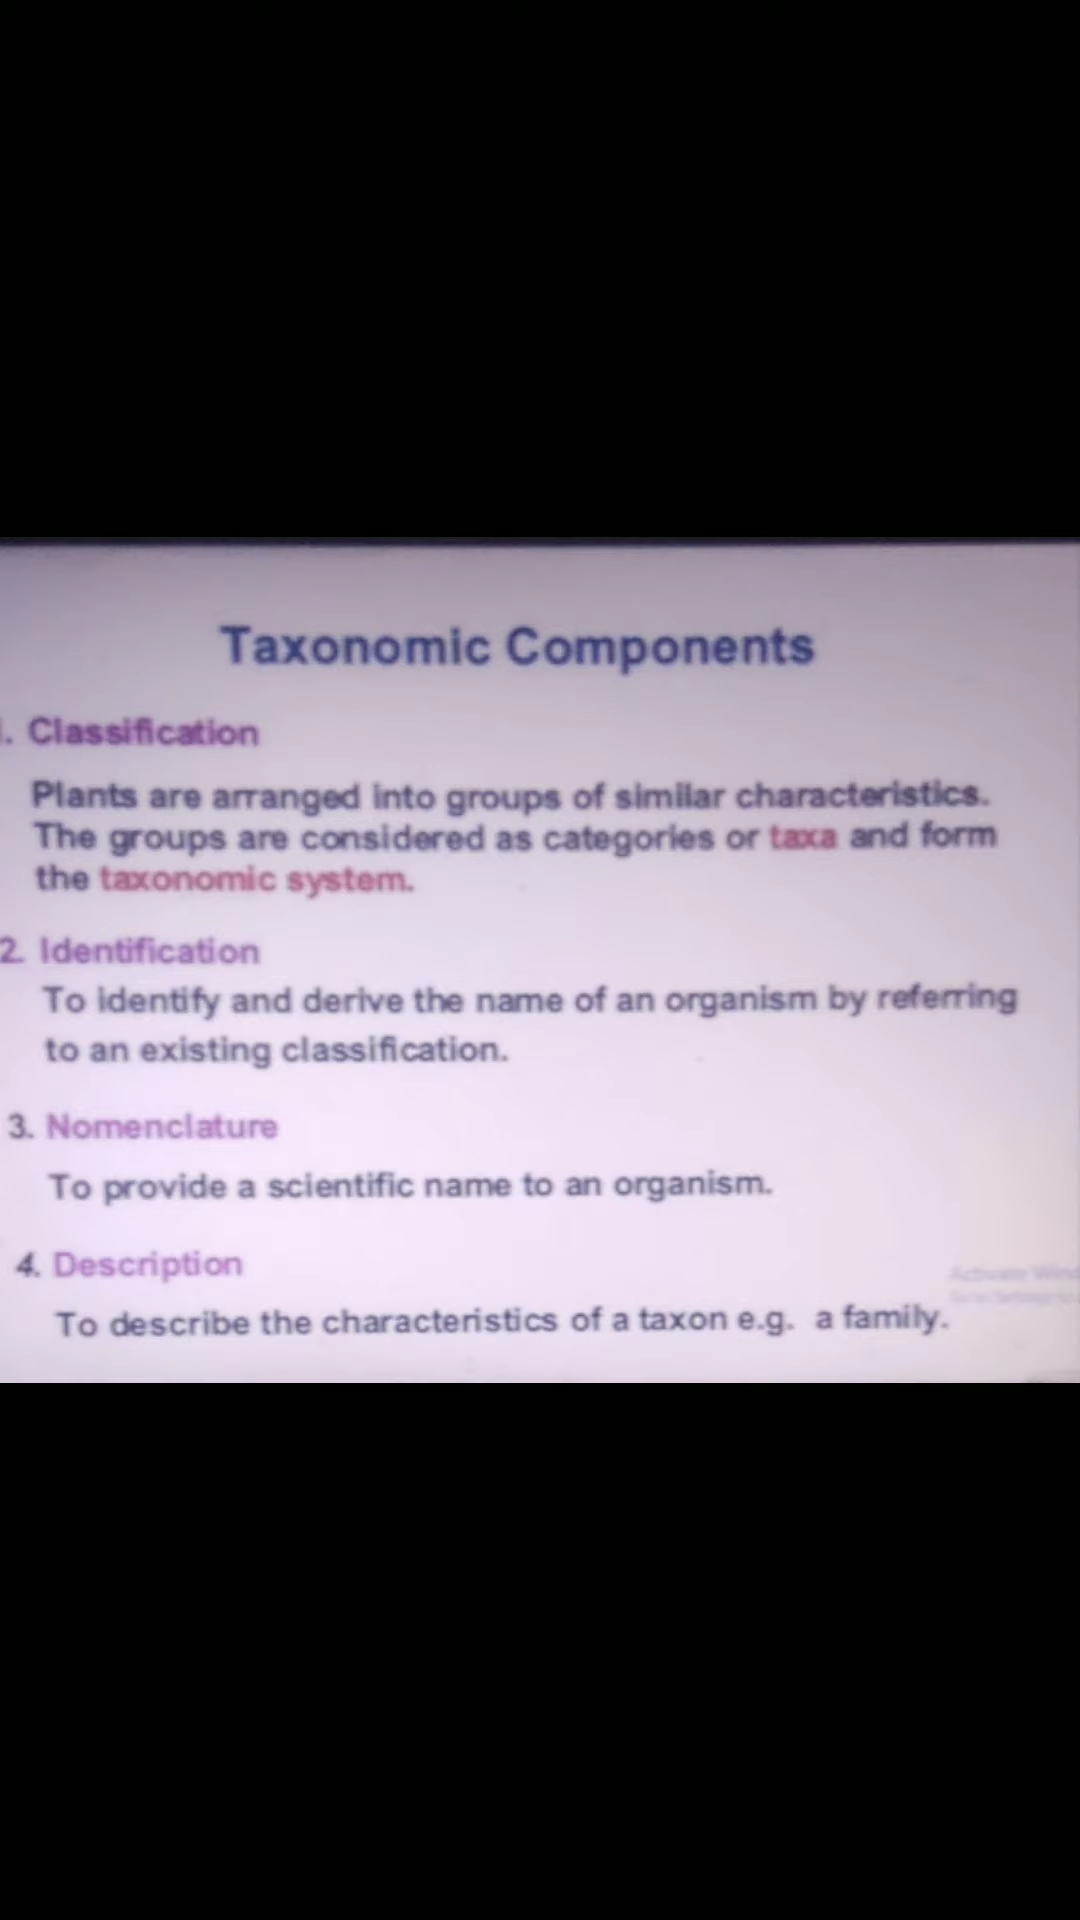 Taxonomic Components
1. Classification
Plants are arranged into groups of similar characteristics.
The groups are considered as categories or taxa and form
the taxonomic system.
2. Identification
To identify and derive the name of an organism by referring
to an existing classification.
3. Nomenclature
To provide a scientific name to an organism.
4. Description
To describe the characteristics of a taxon e.g. a family.
Activate Wind